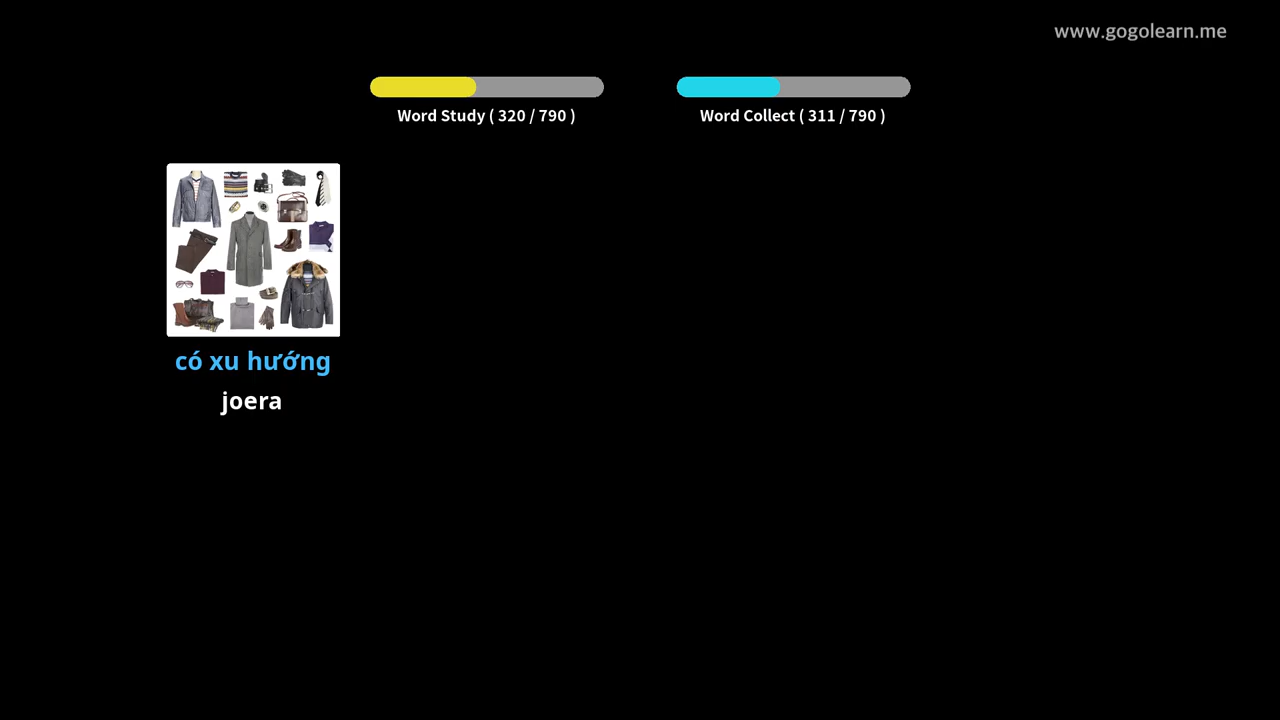 www.gogolearn.me
Word Study ( 320 / 790 )
Word Collect ( 311 / 790 )
có xu hướng
joera